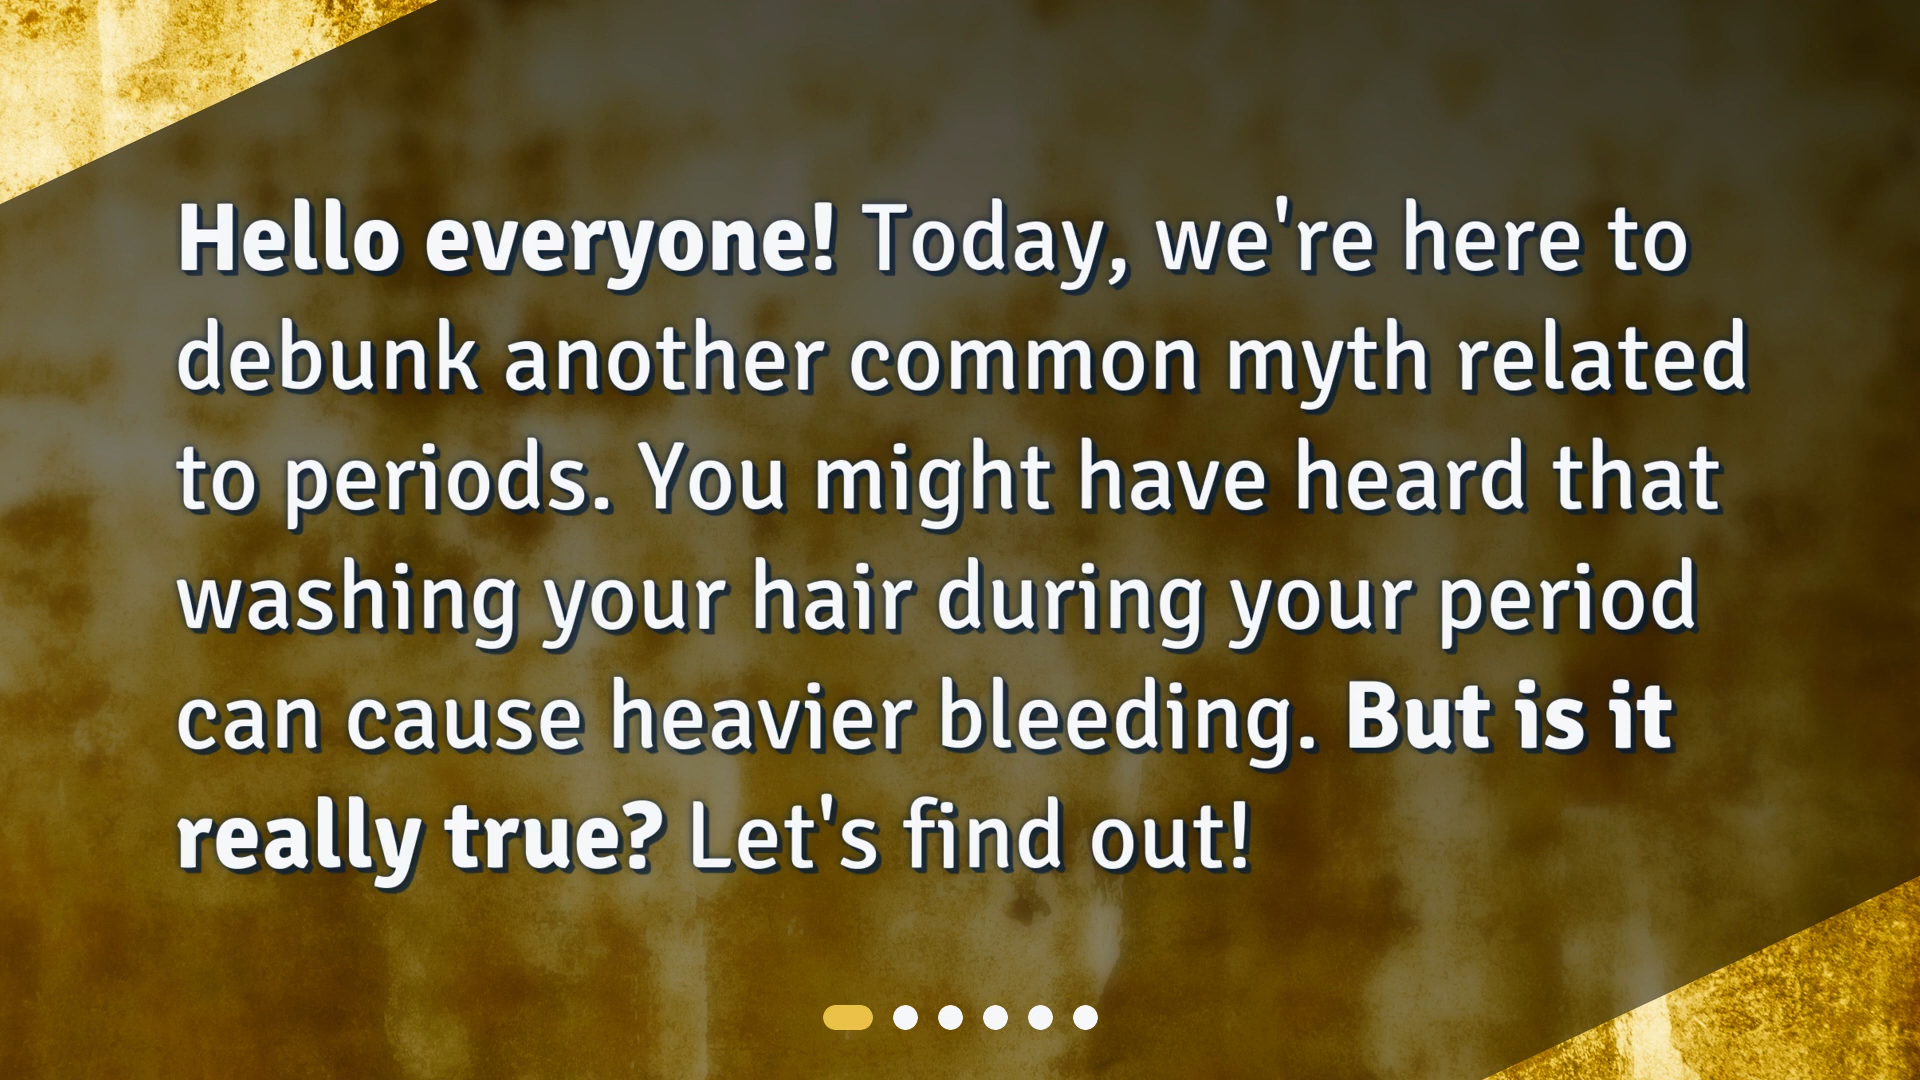 Hello everyone! Today, we're here to
debunk another common myth related
to periods. You might have heard that
washing your hair during your period
can cause heavier bleeding. But is it
really true? Let's find out!